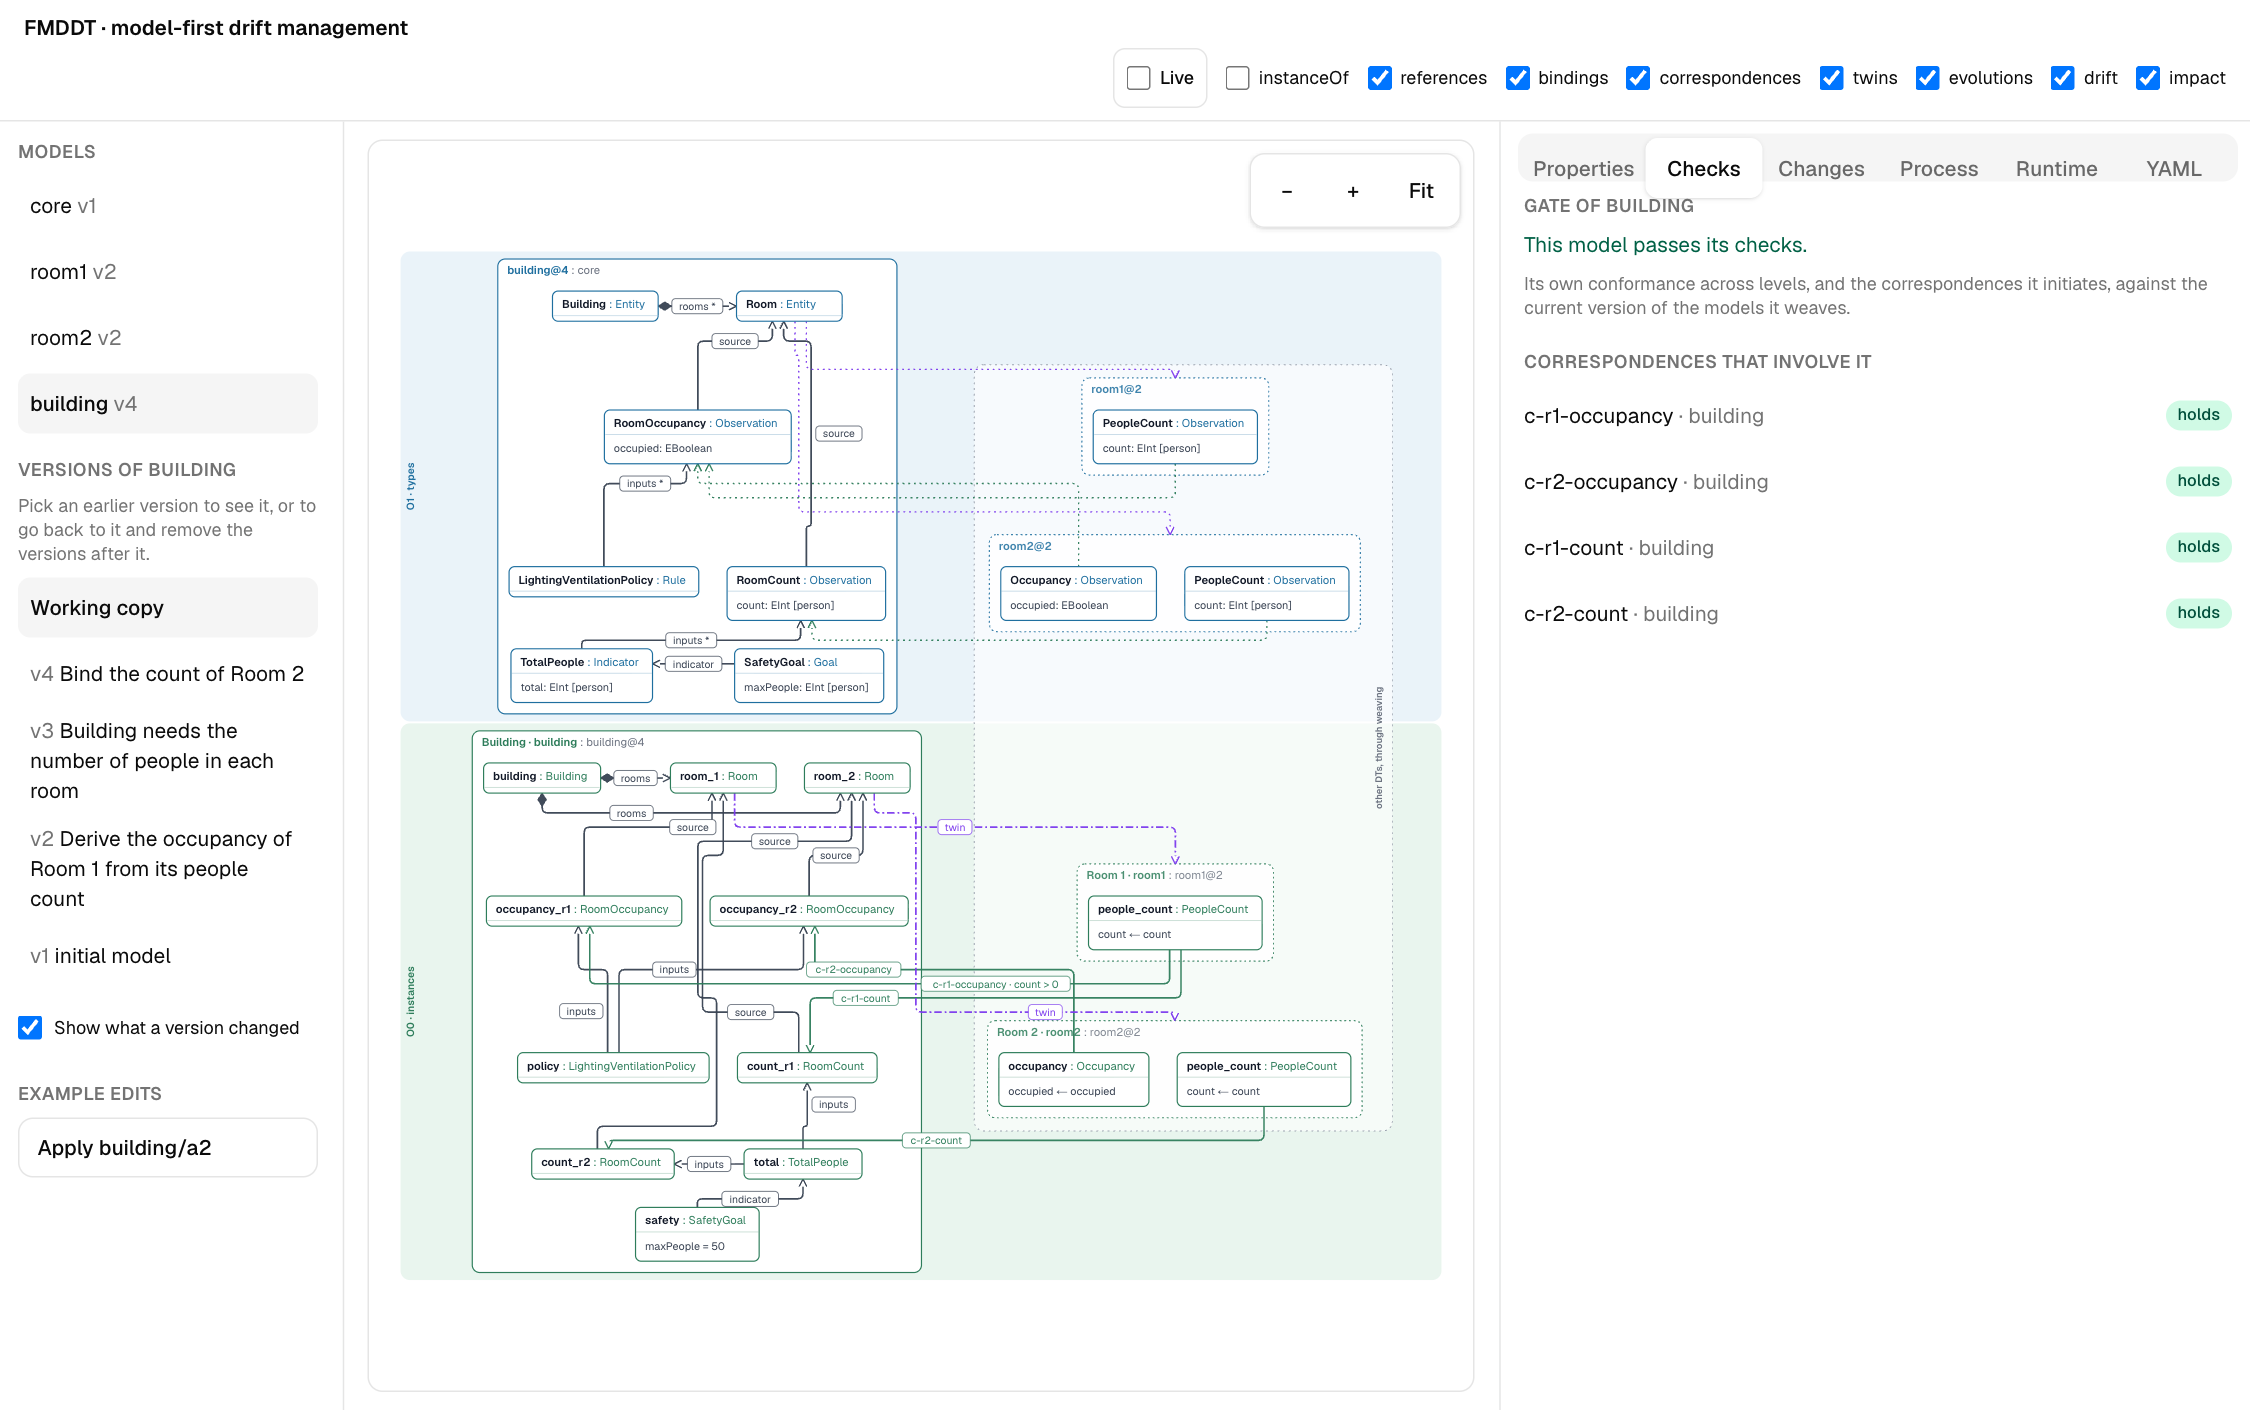 FMDDT · model-first drift management
Live
instanceOf
references
bindings
correspondences
twins
evolutions
drift
impact
MODELS
core v1
room1 v2
room2 v2
building v4
VERSIONS OF BUILDING
Pick an earlier version to see it, or to
go back to it and remove the
versions after it.
Working copy
v4 Bind the count of Room 2
v3 Building needs the
number of people in each
room
v2 Derive the occupancy of
Room 1 from its people
count
v1 initial model
Show what a version changed
EXAMPLE EDITS
Apply building/a2
−
+
Fit
O1 · types
building@4 : core
Building : Entity
rooms *
Room : Entity
source
RoomOccupancy : Observation
occupied: EBoolean
source
inputs *
LightingVentilationPolicy : Rule
RoomCount : Observation
count: EInt [person]
inputs *
TotalPeople : Indicator
total: EInt [person]
indicator
SafetyGoal : Goal
maxPeople: EInt [person]
room1@2
PeopleCount : Observation
count: EInt [person]
room2@2
Occupancy : Observation
occupied: EBoolean
PeopleCount : Observation
count: EInt [person]
other DTs, through weaving
O0 · instances
Building · building : building@4
building : Building
rooms
room_1 : Room
room_2 : Room
rooms
source
source
source
twin
occupancy_r1 : RoomOccupancy
occupancy_r2 : RoomOccupancy
Room 1 · room1 : room1@2
people_count : PeopleCount
count ← count
inputs
c-r2-occupancy
c-r1-occupancy · count > 0
c-r1-count
inputs
source
twin
Room 2 · room2 : room2@2
policy : LightingVentilationPolicy
count_r1 : RoomCount
occupancy : Occupancy
occupied ← occupied
people_count : PeopleCount
count ← count
inputs
c-r2-count
count_r2 : RoomCount
inputs
total : TotalPeople
indicator
safety : SafetyGoal
maxPeople = 50
Properties
Checks
Changes
Process
Runtime
YAML
GATE OF BUILDING
This model passes its checks.
Its own conformance across levels, and the correspondences it initiates, against the
current version of the models it weaves.
CORRESPONDENCES THAT INVOLVE IT
c-r1-occupancy · building holds
c-r2-occupancy · building holds
c-r1-count · building holds
c-r2-count · building holds